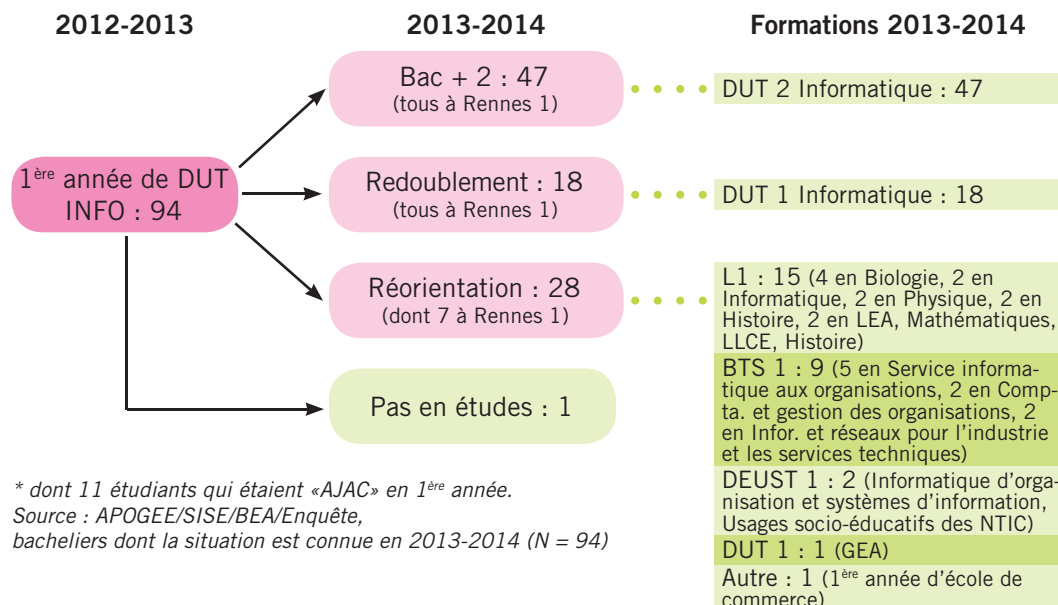 2012-2013
2013-2014
Formations 2013-2014
1ère année de DUT
INFO : 94
Bac + 2 : 47
(tous à Rennes 1)
DUT 2 Informatique : 47
Redoublement : 18
(tous à Rennes 1)
DUT 1 Informatique : 18
Réorientation : 28
(dont 7 à Rennes 1)
L1 : 15 (4 en Biologie, 2 en
Informatique, 2 en Physique, 2 en
Histoire, 2 en LEA, Mathématiques,
LLCE, Histoire)
BTS 1 : 9 (5 en Service informa-
tique aux organisations, 2 en Comp-
ta. et gestion des organisations, 2
en Infor. et réseaux pour l'industrie
et les services techniques)
DEUST 1 : 2 (Informatique d'orga-
nisation et systèmes d'information,
Usages socio-éducatifs des NTIC)
DUT 1 : 1 (GEA)
Autre : 1 (1ère année d'école de
commerce)
Pas en études : 1
* dont 11 étudiants qui étaient «AJAC» en 1ère année.
Source : APOGEE/SISE/BEA/Enquête,
bacheliers dont la situation est connue en 2013-2014 (N = 94)